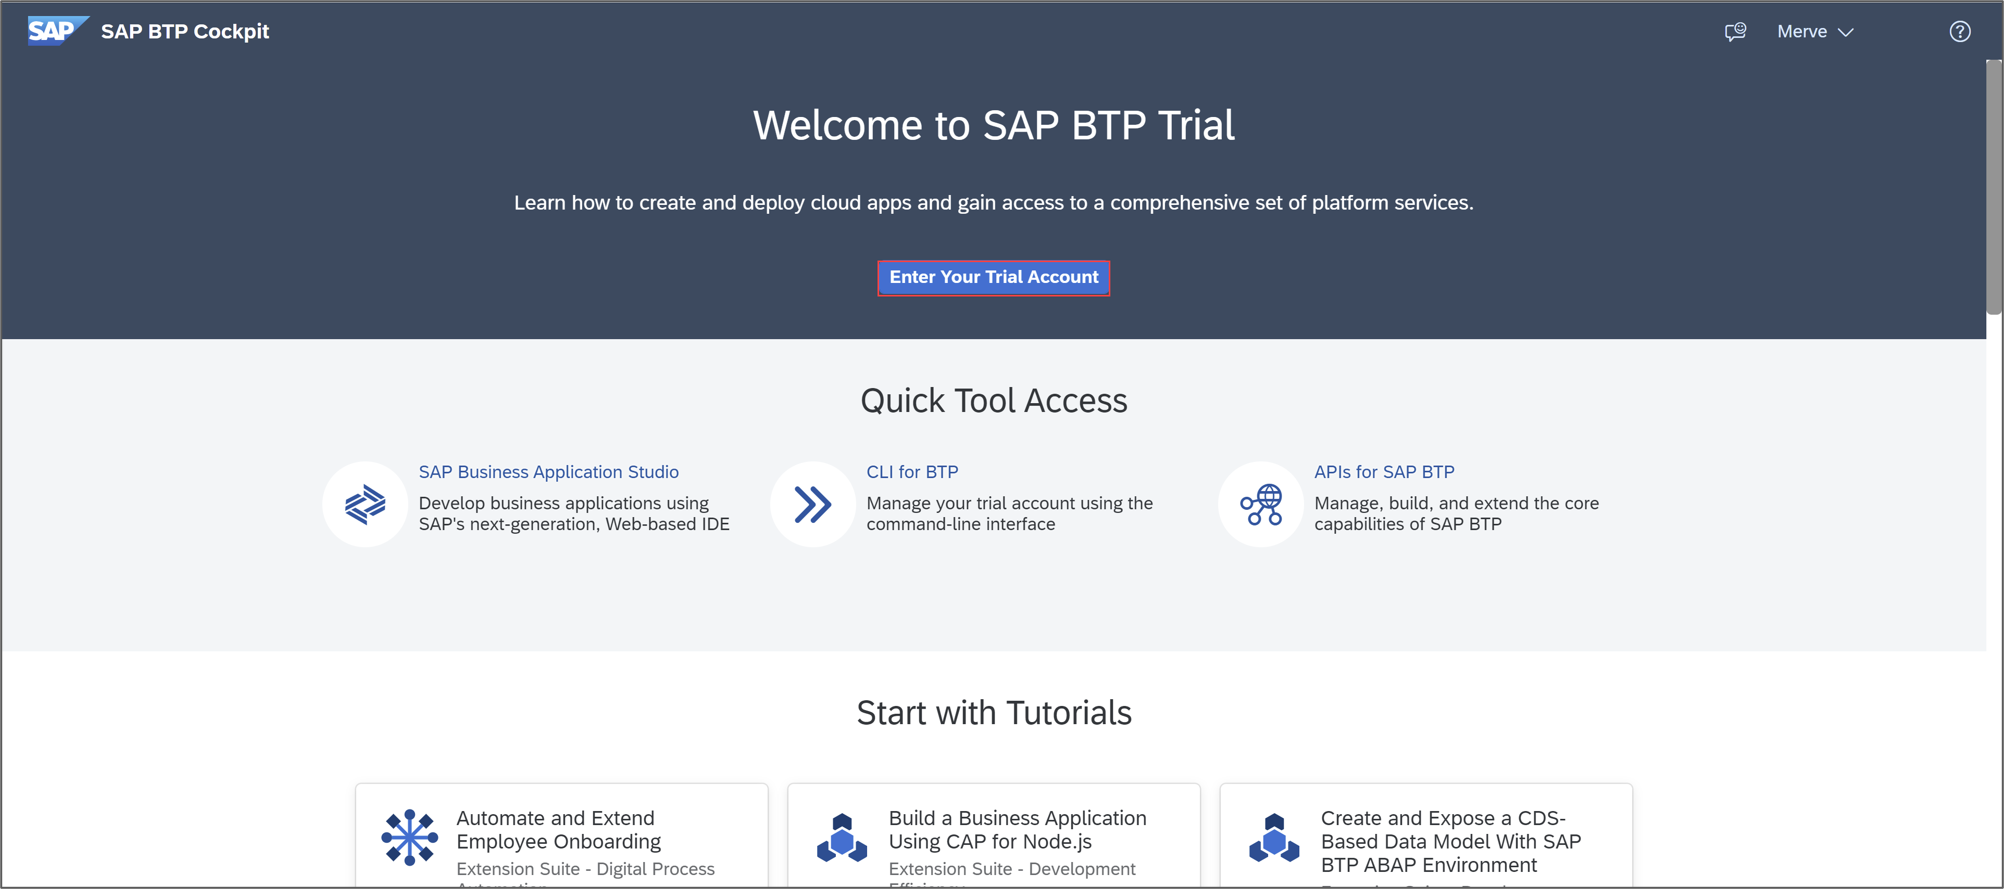 SAP SAP BTP Cockpit
Merve
Welcome to SAP BTP Trial
Learn how to create and deploy cloud apps and gain access to a comprehensive set of platform services.
Enter Your Trial Account
Quick Tool Access
SAP Business Application Studio
Develop business applications using
SAP's next-generation, Web-based IDE
CLI for BTP
Manage your trial account using the
command-line interface
APIs for SAP BTP
Manage, build, and extend the core
capabilities of SAP BTP
Start with Tutorials
Automate and Extend
Employee Onboarding
Extension Suite - Digital Process
Automation
Build a Business Application
Using CAP for Node.js
Extension Suite - Development
Efficiency
Create and Expose a CDS-
Based Data Model With SAP
BTP ABAP Environment